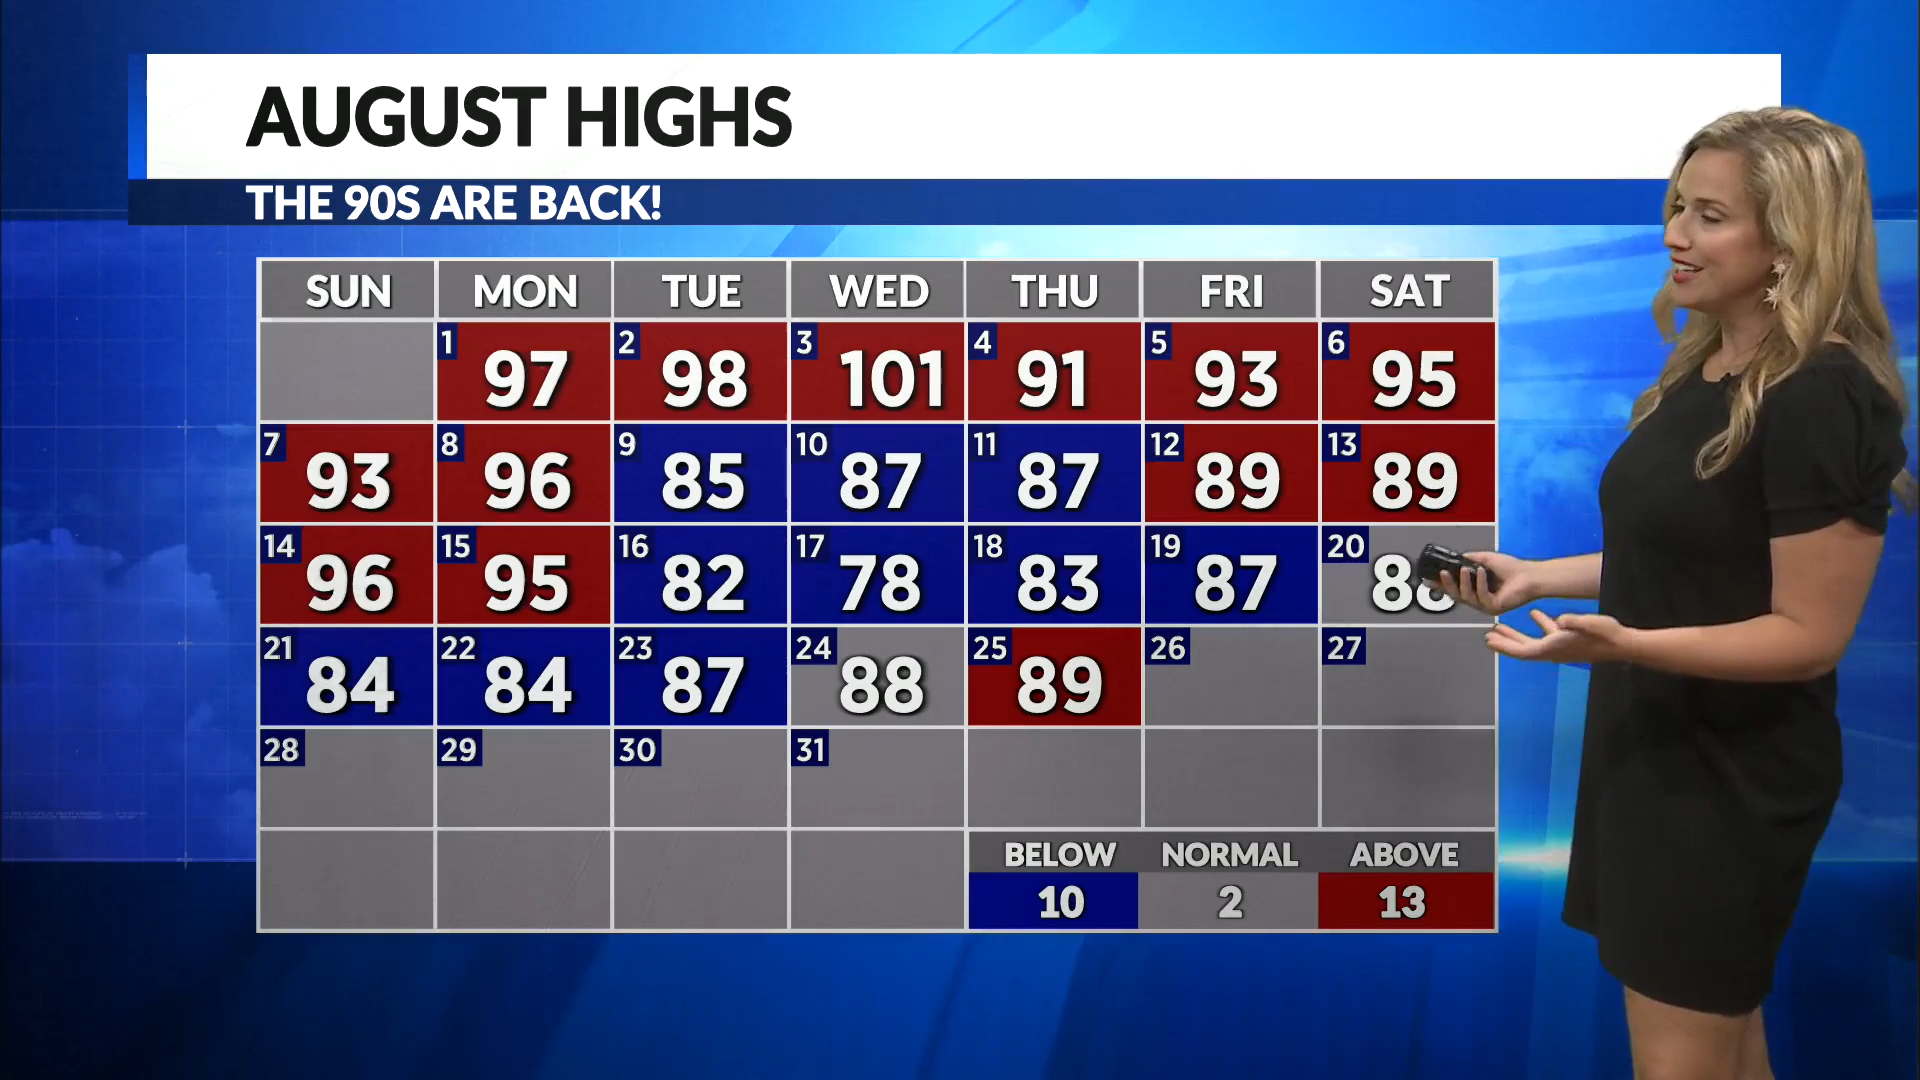 AUGUST HIGHS
THE 90S ARE BACK!
SUN MON TUE WED THU FRI SAT
1 97 2 98 3 101 4 91 5 93 6 95
7 93 8 96 9 85 10 87 11 87 12 89 13 89
14 96 15 95 16 82 17 78 18 83 19 87 20 88
21 84 22 84 23 87 24 88 25 89 26 27
28 29 30 31
BELOW NORMAL ABOVE
10 2 13